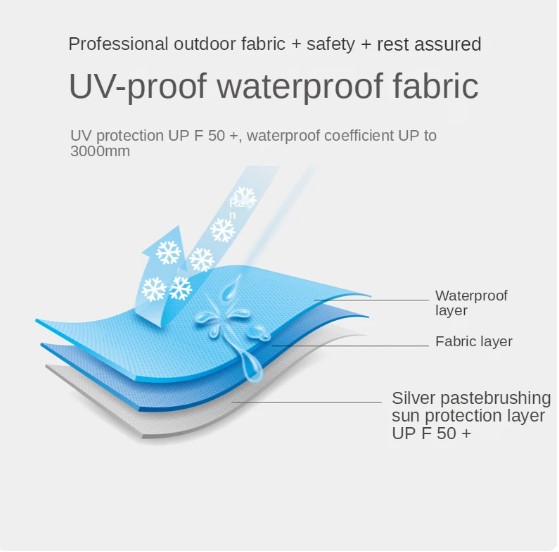 Professional outdoor fabric + safety + rest assured
UV-proof waterproof fabric
UV protection UP F 50 +, waterproof coefficient UP to
3000mm
Waterproof
layer
Fabric layer
Silver pastebrushing
sun protection layer
UP F 50 +